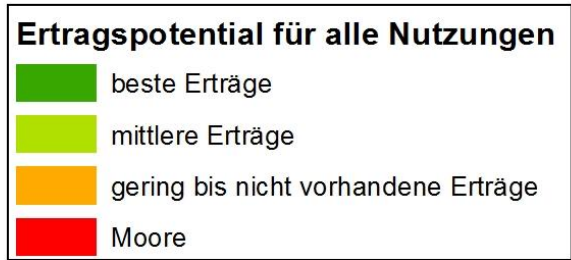 Ertragspotential für alle Nutzungen
beste Erträge
mittlere Erträge
gering bis nicht vorhandene Erträge
Moore